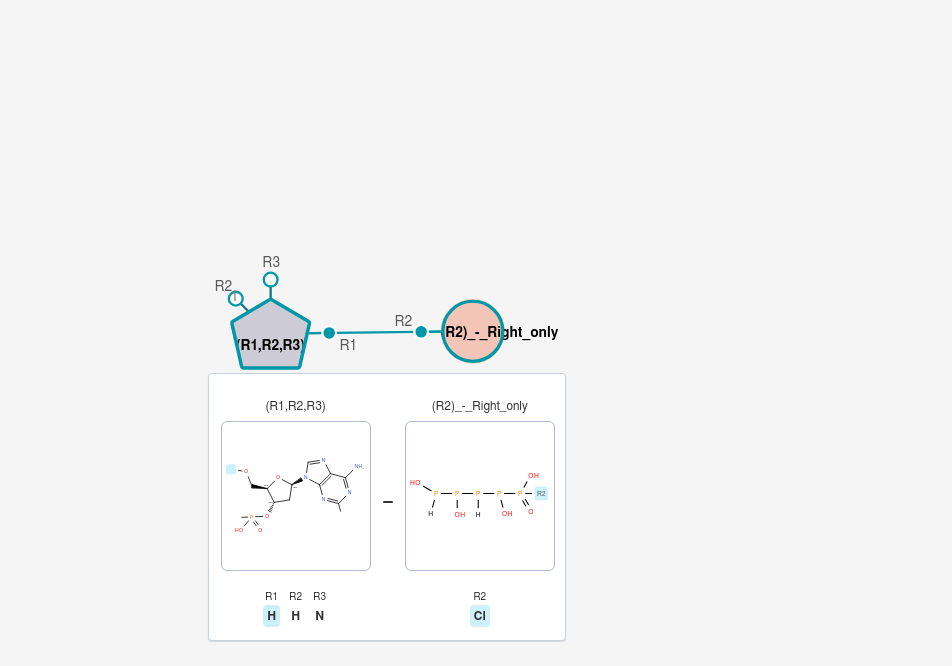 R3
R2
R2
(R1,R2,R3)
R2)_-_Right_only
R1
(R1,R2,R3)
(R2)_-_Right_only
N
NH
O
O
N
N
N
P
O
HO
O
HO
OH
P
P
P
P
P
R2
H
OH
H
OH
O
R1 R2 R3
R2
H H N
Cl